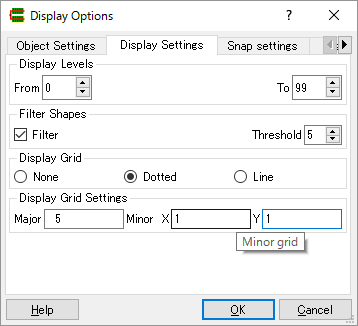 Display Options ?
Object Settings Display Settings Snap settings
Display Levels
From 0 To 99
Filter Shapes
Filter Threshold 5
Display Grid
None Dotted Line
Display Grid Settings
Major 5 Minor X 1 Y 1
Minor grid
Help OK Cancel